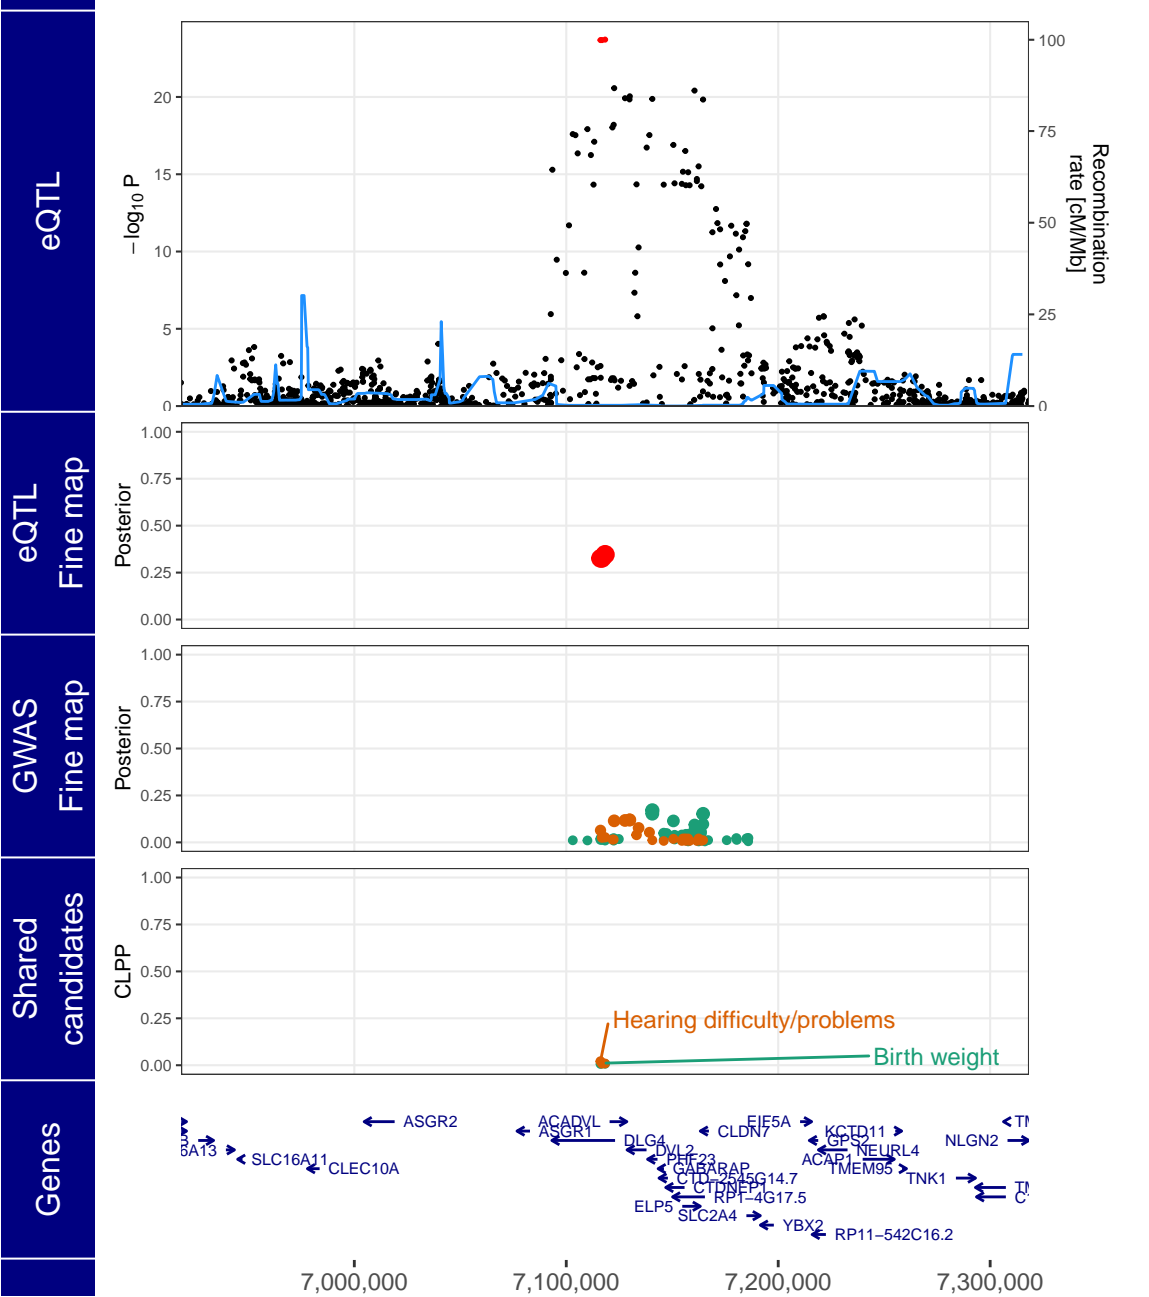 eQTL
−log10 P
20
15
10
5
0
100
75
50
25
0
Recombination
rate [cM/Mb]
eQTL
Fine map
Posterior
1.00
0.75
0.50
0.25
0.00
GWAS
Fine map
Posterior
1.00
0.75
0.50
0.25
0.00
Shared
candidates
CLPP
1.00
0.75
0.50
0.25
0.00
Hearing difficulty/problems
Birth weight
Genes
ASGR2 ACADVL EIF5A TM
ASGR1 CLDN7 KCTD11
DLG4 GPS2 NLGN2
6A13 DVL2 NEURL4
SLC16A11 PHF23 ACAP1
CLEC10A GABARAP TMEM95
CTD−2545G14.7 TNK1
CTDNEP1 TM
RP1−4G17.5 C
ELP5
SLC2A4
YBX2
RP11−542C16.2
7,000,000 7,100,000 7,200,000 7,300,000